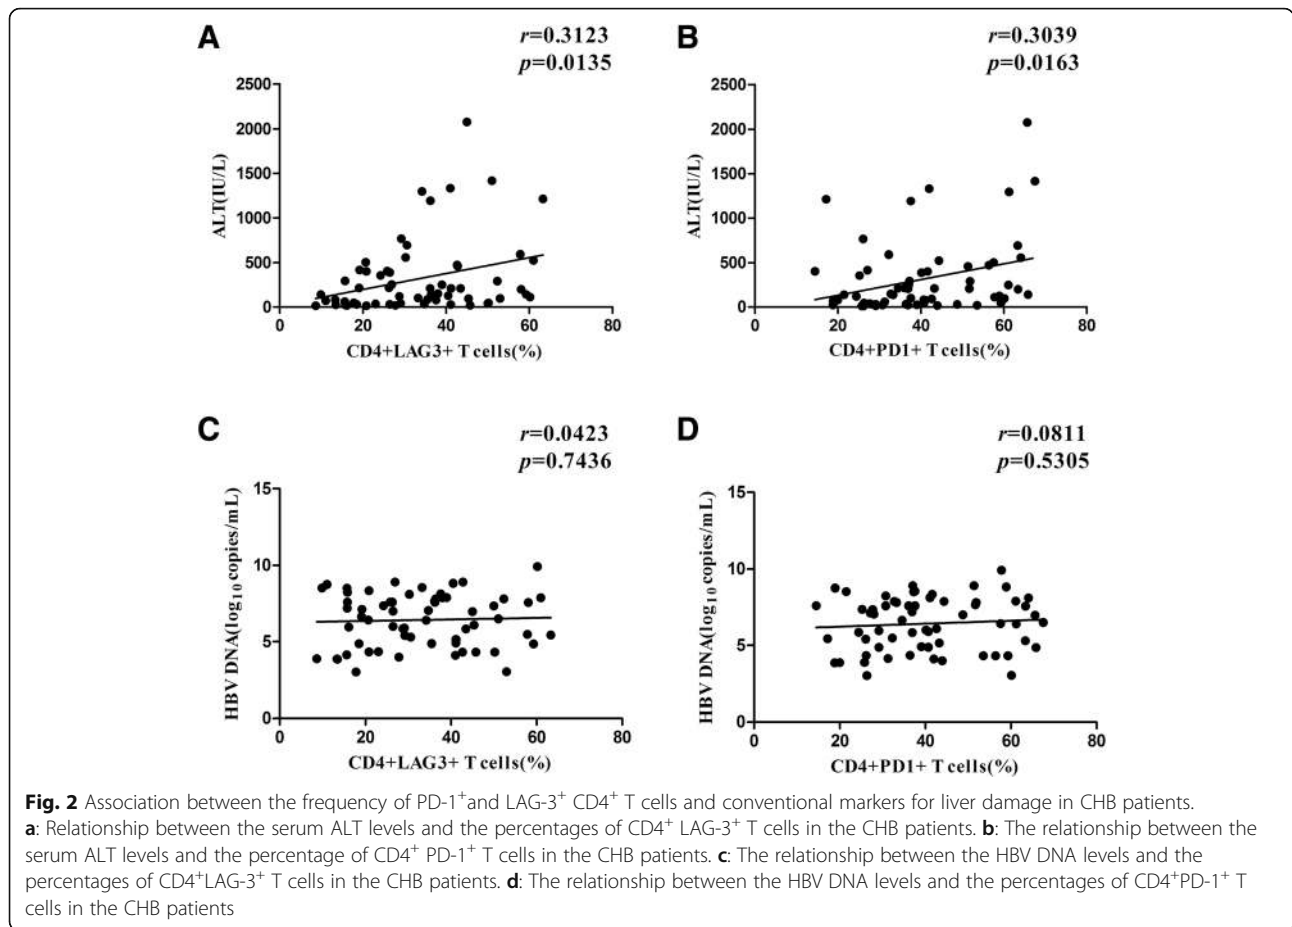 A
r=0.3123
p=0.0135
2500
2000
1500
1000
500
0
ALT(IU/L)
0 20 40 60 80
CD4+LAG3+ T cells(%)
B
r=0.3039
p=0.0163
2500
2000
1500
1000
500
0
ALT(IU/L)
0 20 40 60 80
CD4+PD1+ T cells(%)
C
r=0.0423
p=0.7436
15
10
5
0
HBV DNA(log₁₀ copies/mL)
0 20 40 60 80
CD4+LAG3+ T cells(%)
D
r=0.0811
p=0.5305
15
10
5
0
HBV DNA(log₁₀ copies/mL)
0 20 40 60 80
CD4+PD1+ T cells(%)
Fig. 2 Association between the frequency of PD-1⁺and LAG-3⁺ CD4⁺ T cells and conventional markers for liver damage in CHB patients.
a: Relationship between the serum ALT levels and the percentages of CD4⁺ LAG-3⁺ T cells in the CHB patients. b: The relationship between the
serum ALT levels and the percentage of CD4⁺ PD-1⁺ T cells in the CHB patients. c: The relationship between the HBV DNA levels and the
percentages of CD4⁺LAG-3⁺ T cells in the CHB patients. d: The relationship between the HBV DNA levels and the percentages of CD4⁺PD-1⁺ T
cells in the CHB patients